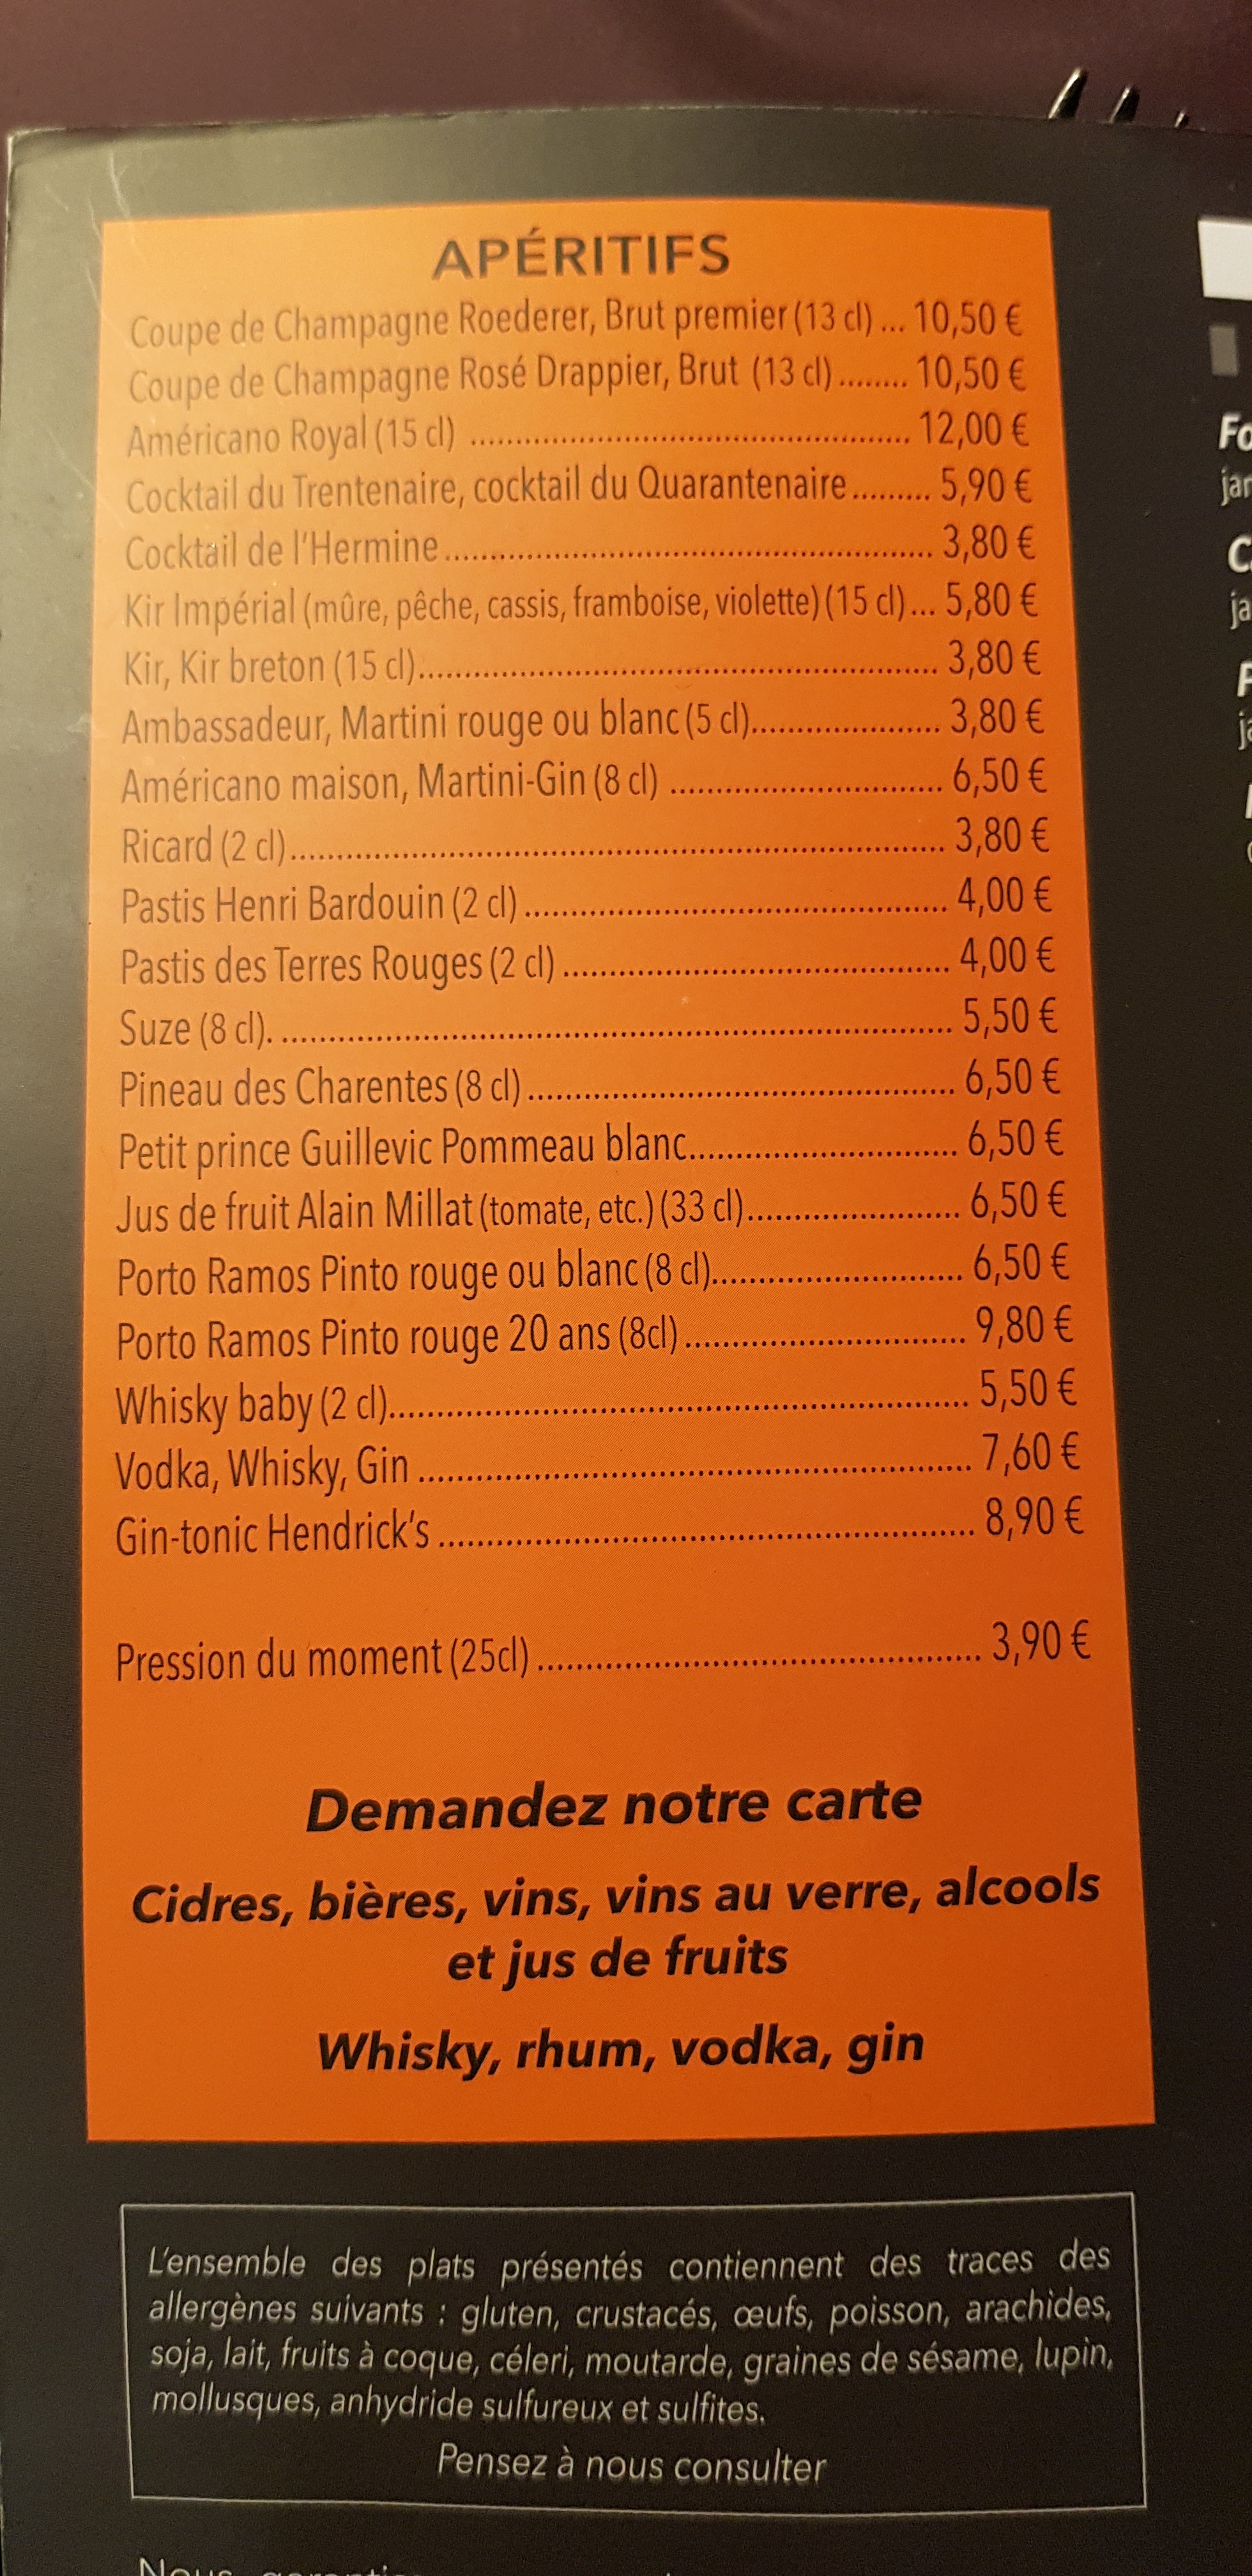 APÉRITIFS
Coupe de Champagne Roederer, Brut premier (13 cl) ... 10,50 €
Coupe de Champagne Rosé Drappier, Brut (13 cl) ........ 10,50 €
Américano Royal (15 cl) ................................................ 12,00 €
Cocktail du Trentenaire, cocktail du Quarantenaire ......... 5,90 €
Cocktail de l'Hermine ..................................................... 3,80 €
Kir Impérial (mûre, pêche, cassis, framboise, violette) (15 cl) ... 5,80 €
Kir, Kir breton (15 cl)........................................................ 3,80 €
Ambassadeur, Martini rouge ou blanc (5 cl).................... 3,80 €
Américano maison, Martini-Gin (8 cl) ............................. 6,50 €
Ricard (2 cl)...................................................................... 3,80 €
Pastis Henri Bardouin (2 cl) ............................................. 4,00 €
Pastis des Terres Rouges (2 cl) ......................................... 4,00 €
Suze (8 cl). ....................................................................... 5,50 €
Pineau des Charentes (8 cl) ............................................. 6,50 €
Petit prince Guillevic Pommeau blanc............................ 6,50 €
Jus de fruit Alain Millat (tomate, etc.) (33 cl)....................... 6,50 €
Porto Ramos Pinto rouge ou blanc (8 cl).......................... 6,50 €
Porto Ramos Pinto rouge 20 ans (8cl) ............................. 9,80 €
Whisky baby (2 cl)............................................................ 5,50 €
Vodka, Whisky, Gin .......................................................... 7,60 €
Gin-tonic Hendrick's ........................................................ 8,90 €
Pression du moment (25cl) .............................................. 3,90 €
Demandez notre carte
Cidres, bières, vins, vins au verre, alcools
et jus de fruits
Whisky, rhum, vodka, gin
L'ensemble des plats présentés contiennent des traces des
allergènes suivants : gluten, crustacés, œufs, poisson, arachides,
soja, lait, fruits à coque, céleri, moutarde, graines de sésame, lupin,
mollusques, anhydride sulfureux et sulfites.
Pensez à nous consulter